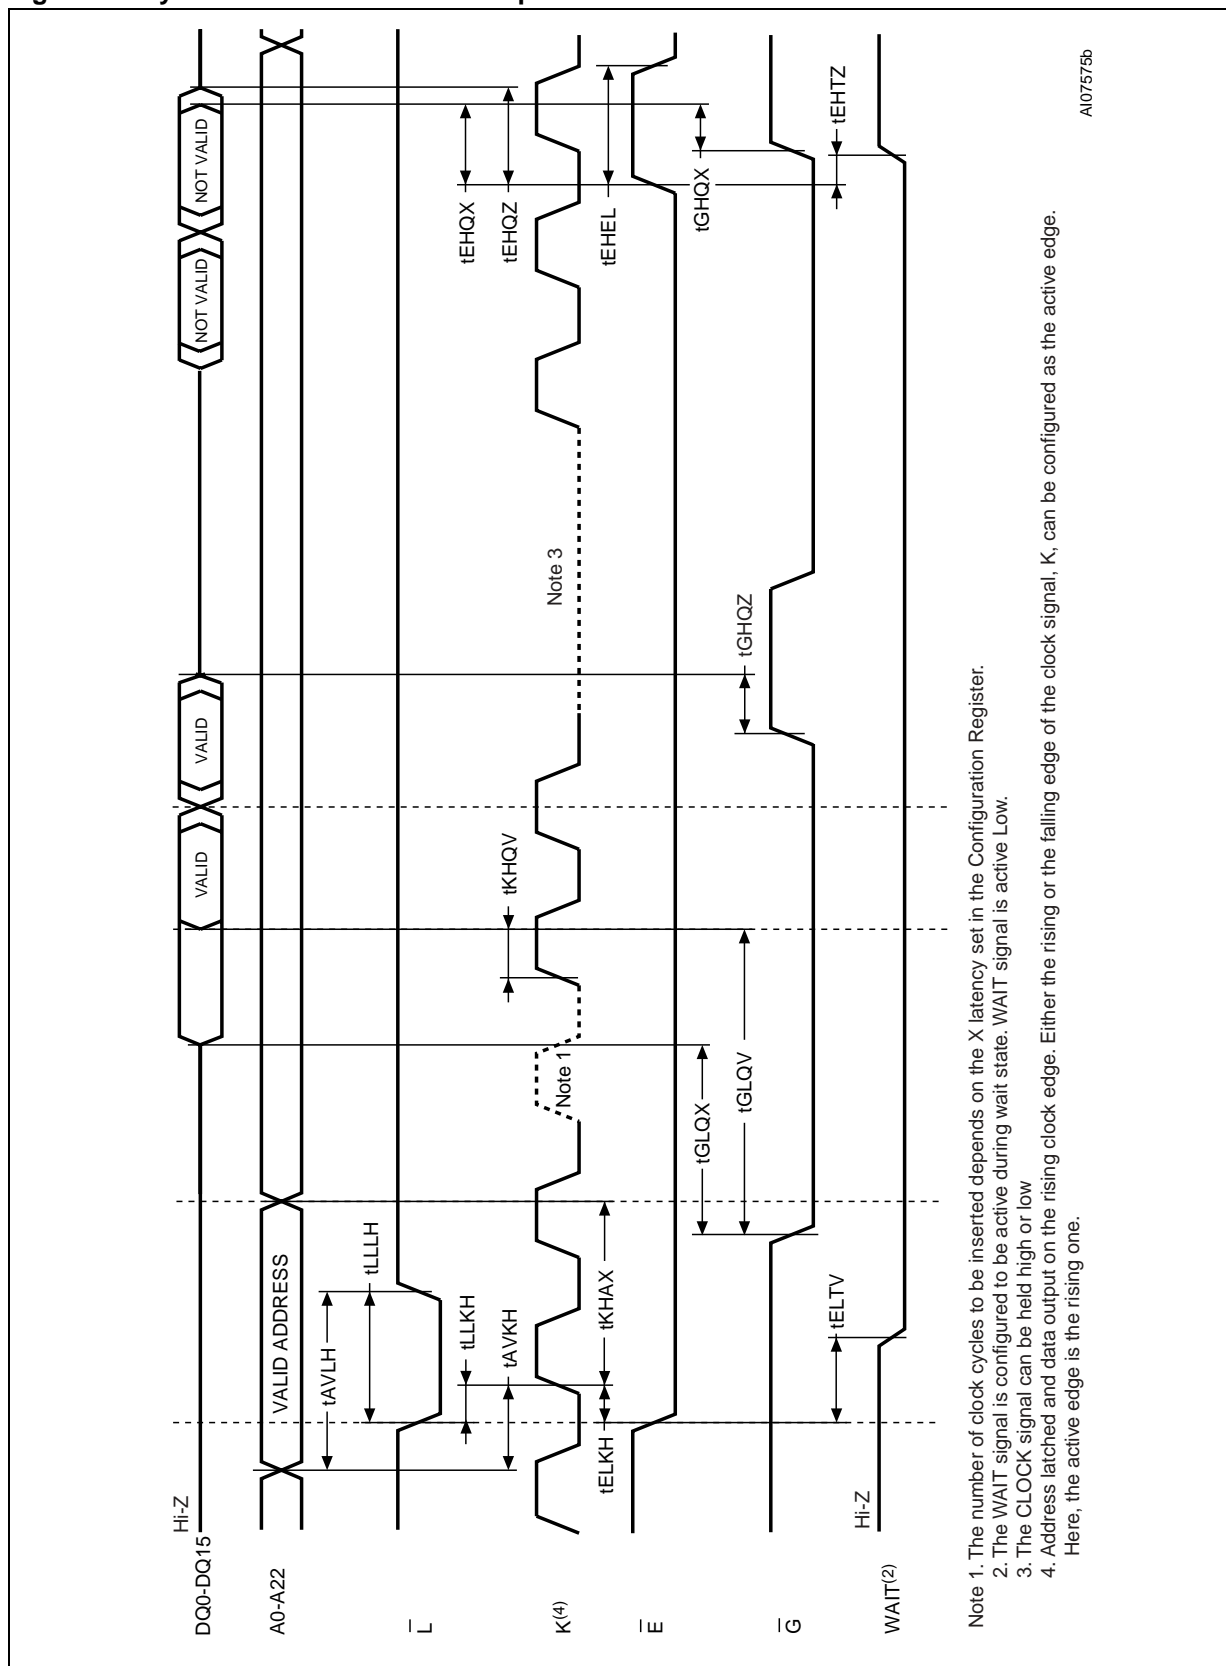 Hi-Z
DQ0-DQ15
VALID
VALID
NOT VALID
NOT VALID
A0-A22
VALID ADDRESS
tAVLH
tLLLH
L
tLLKH
tEHQX
tAVKH
tKHQV
tEHQZ
K(4)
Note 1
Note 3
tELKH
tKHAX
tEHEL
E
tGLQX
tGHQX
tGLQV
tGHQZ
G
tELTV
tEHTZ
Hi-Z
WAIT(2)
Note 1. The number of clock cycles to be inserted depends on the X latency set in the Configuration Register.
2. The WAIT signal is configured to be active during wait state. WAIT signal is active Low.
3. The CLOCK signal can be held high or low
4. Address latched and data output on the rising clock edge. Either the rising or the falling edge of the clock signal, K, can be configured as the active edge.
Here, the active edge is the rising one.
AI07575b